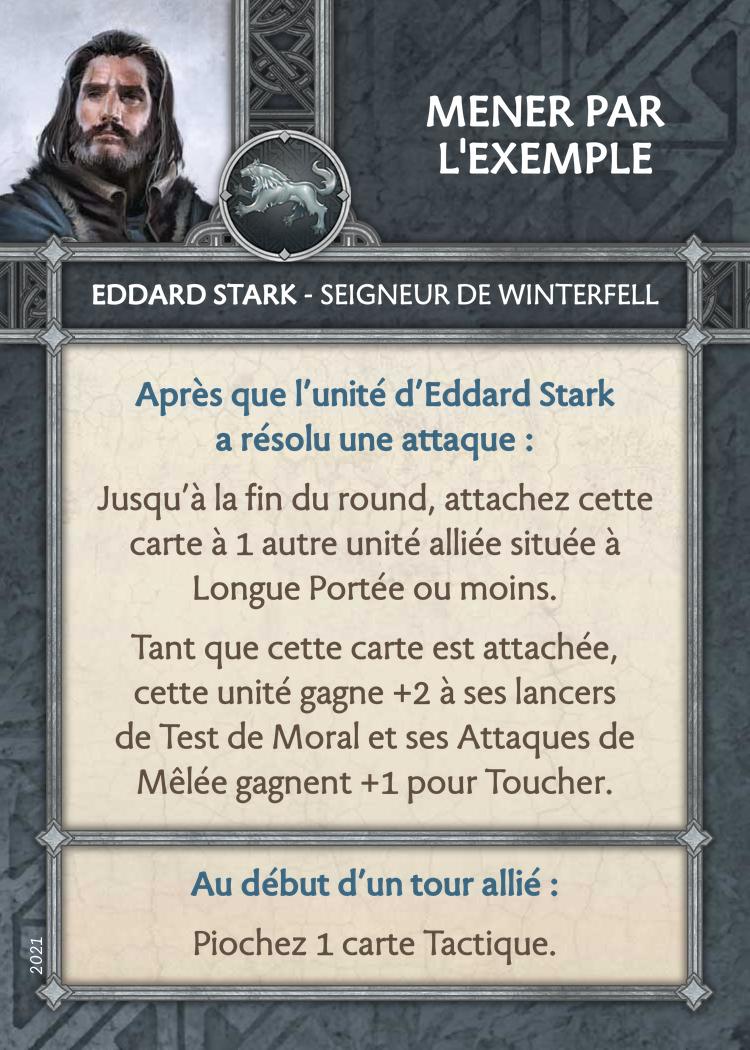 MENER PAR
L'EXEMPLE
EDDARD STARK - SEIGNEUR DE WINTERFELL
Après que l’unité d’Eddard Stark
a résolu une attaque :
Jusqu’à la fin du round, attachez cette
carte à 1 autre unité alliée située à
Longue Portée ou moins.
Tant que cette carte est attachée,
cette unité gagne +2 à ses lancers
de Test de Moral et ses Attaques de
Mêlée gagnent +1 pour Toucher.
Au début d’un tour allié :
Piochez 1 carte Tactique.
2021